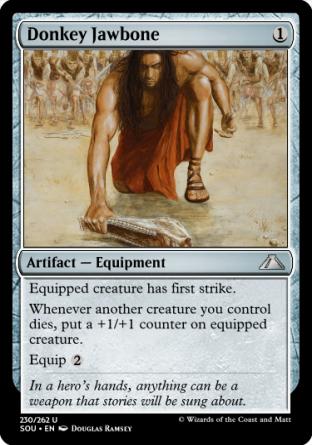 Donkey Jawbone 1
Artifact — Equipment
Equipped creature has first strike.
Whenever another creature you control
dies, put a +1/+1 counter on equipped
creature.
Equip 2
In a hero's hands, anything can be a
weapon that stories will be sung about.
230/262 U
SOU • EN Douglas Ramsey
© Wizards of the Coast and Matt